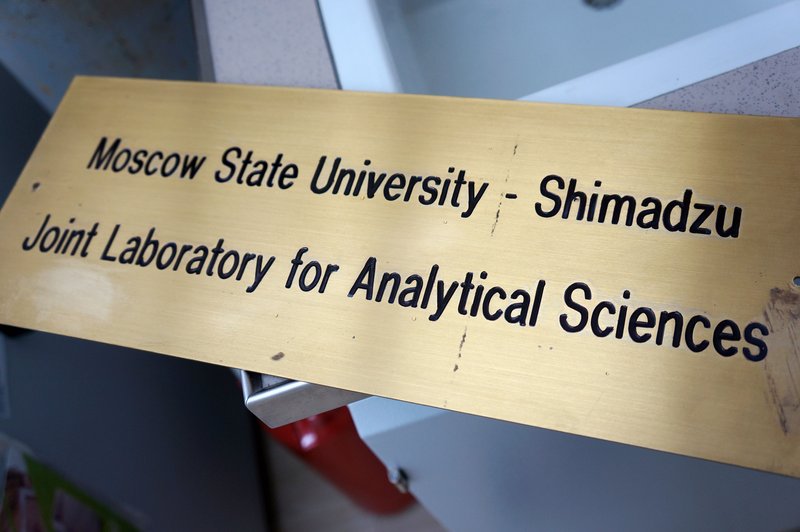 Moscow State University - Shimadzu
Joint Laboratory for Analytical Sciences